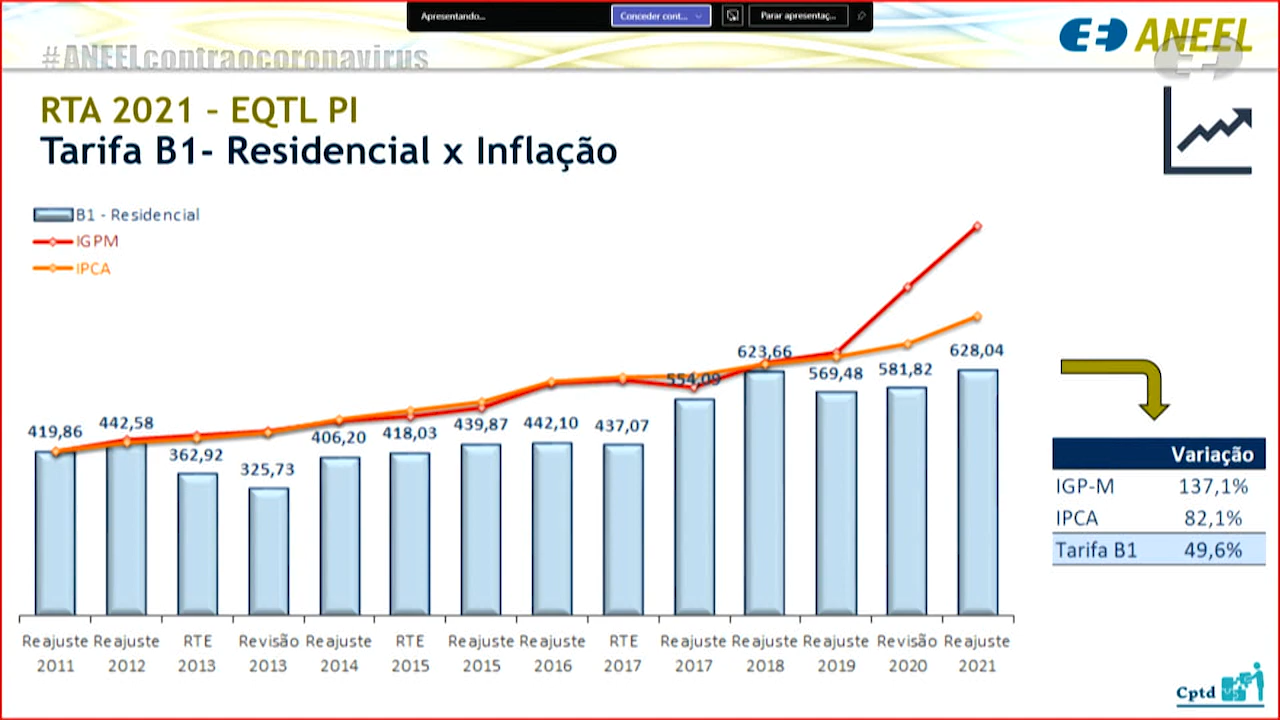 Apresentando...
Conceder cont...
Parar apresentaç...
#ANEELcontraocoronavirus
ANEEL
RTA 2021 – EQTL PI
Tarifa B1- Residencial x Inflação
B1 - Residencial
IGPM
IPCA
419,86 442,58 362,92 325,73 406,20 418,03 439,87 442,10 437,07 554,09 623,66 569,48 581,82 628,04
Reajuste Reajuste RTE Revisão Reajuste RTE Reajuste Reajuste RTE Reajuste Reajuste Reajuste Revisão Reajuste
2011 2012 2013 2013 2014 2015 2015 2016 2017 2017 2018 2019 2020 2021
Variação
IGP-M 137,1%
IPCA 82,1%
Tarifa B1 49,6%
Cptd